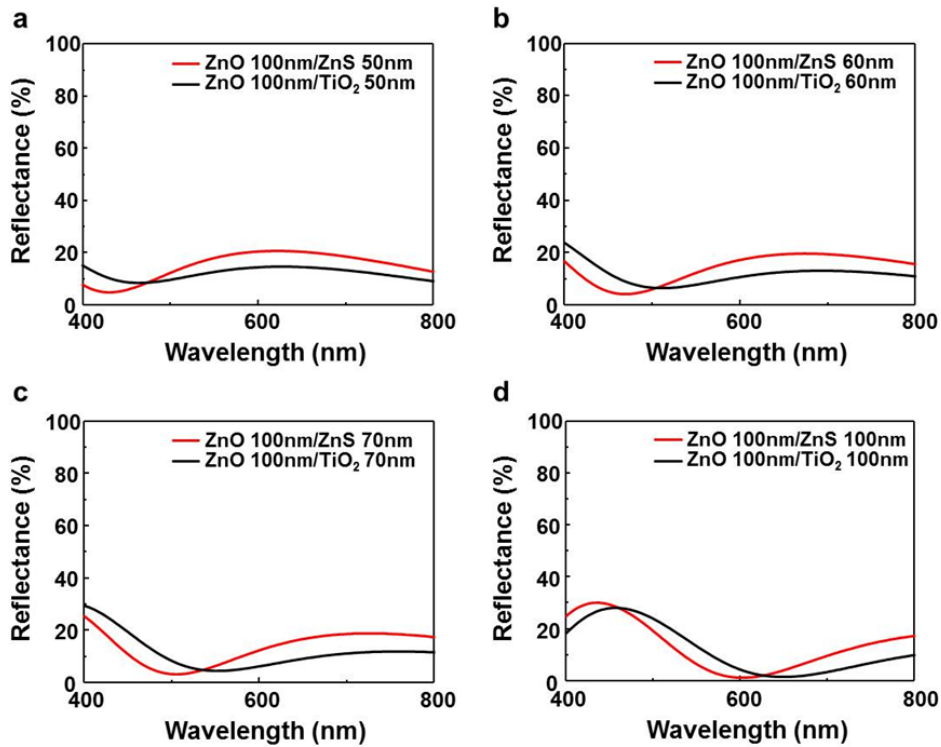 a
100
80
60
40
20
0
Reflectance (%)
ZnO 100nm/ZnS 50nm
ZnO 100nm/TiO₂ 50nm
400
600
800
Wavelength (nm)
b
100
80
60
40
20
0
Reflectance (%)
ZnO 100nm/ZnS 60nm
ZnO 100nm/TiO₂ 60nm
400
600
800
Wavelength (nm)
c
100
80
60
40
20
0
Reflectance (%)
ZnO 100nm/ZnS 70nm
ZnO 100nm/TiO₂ 70nm
400
600
800
Wavelength (nm)
d
100
80
60
40
20
0
Reflectance (%)
ZnO 100nm/ZnS 100nm
ZnO 100nm/TiO₂ 100nm
400
600
800
Wavelength (nm)